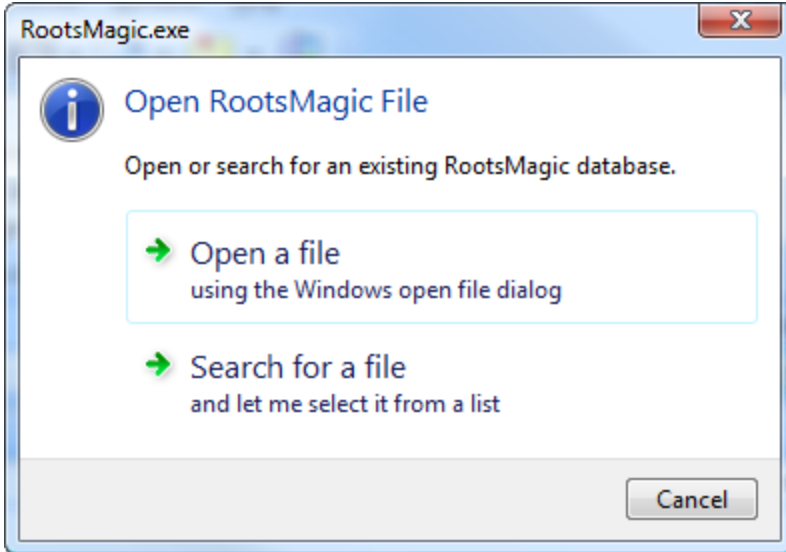 RootsMagic.exe
Open RootsMagic File
Open or search for an existing RootsMagic database.
Open a file
using the Windows open file dialog
Search for a file
and let me select it from a list
Cancel